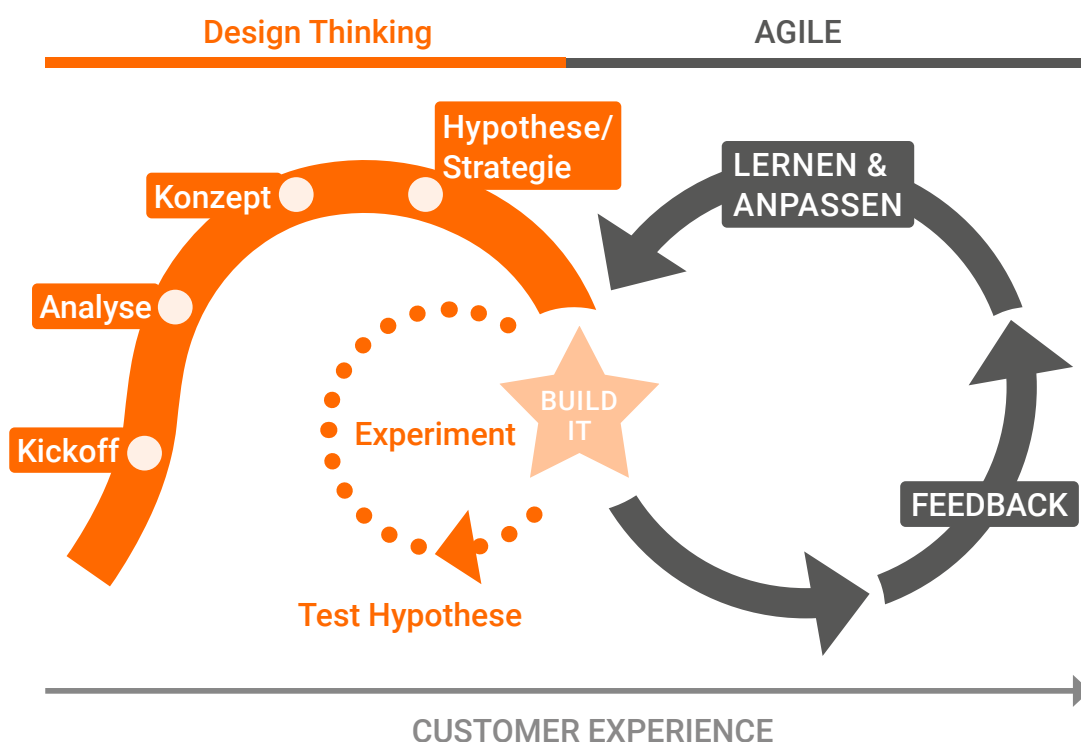 Design Thinking
AGILE
Hypothese/
Strategie
Konzept
Analyse
Kickoff
LERNEN &
ANPASSEN
BUILD
IT
Experiment
FEEDBACK
Test Hypothese
CUSTOMER EXPERIENCE